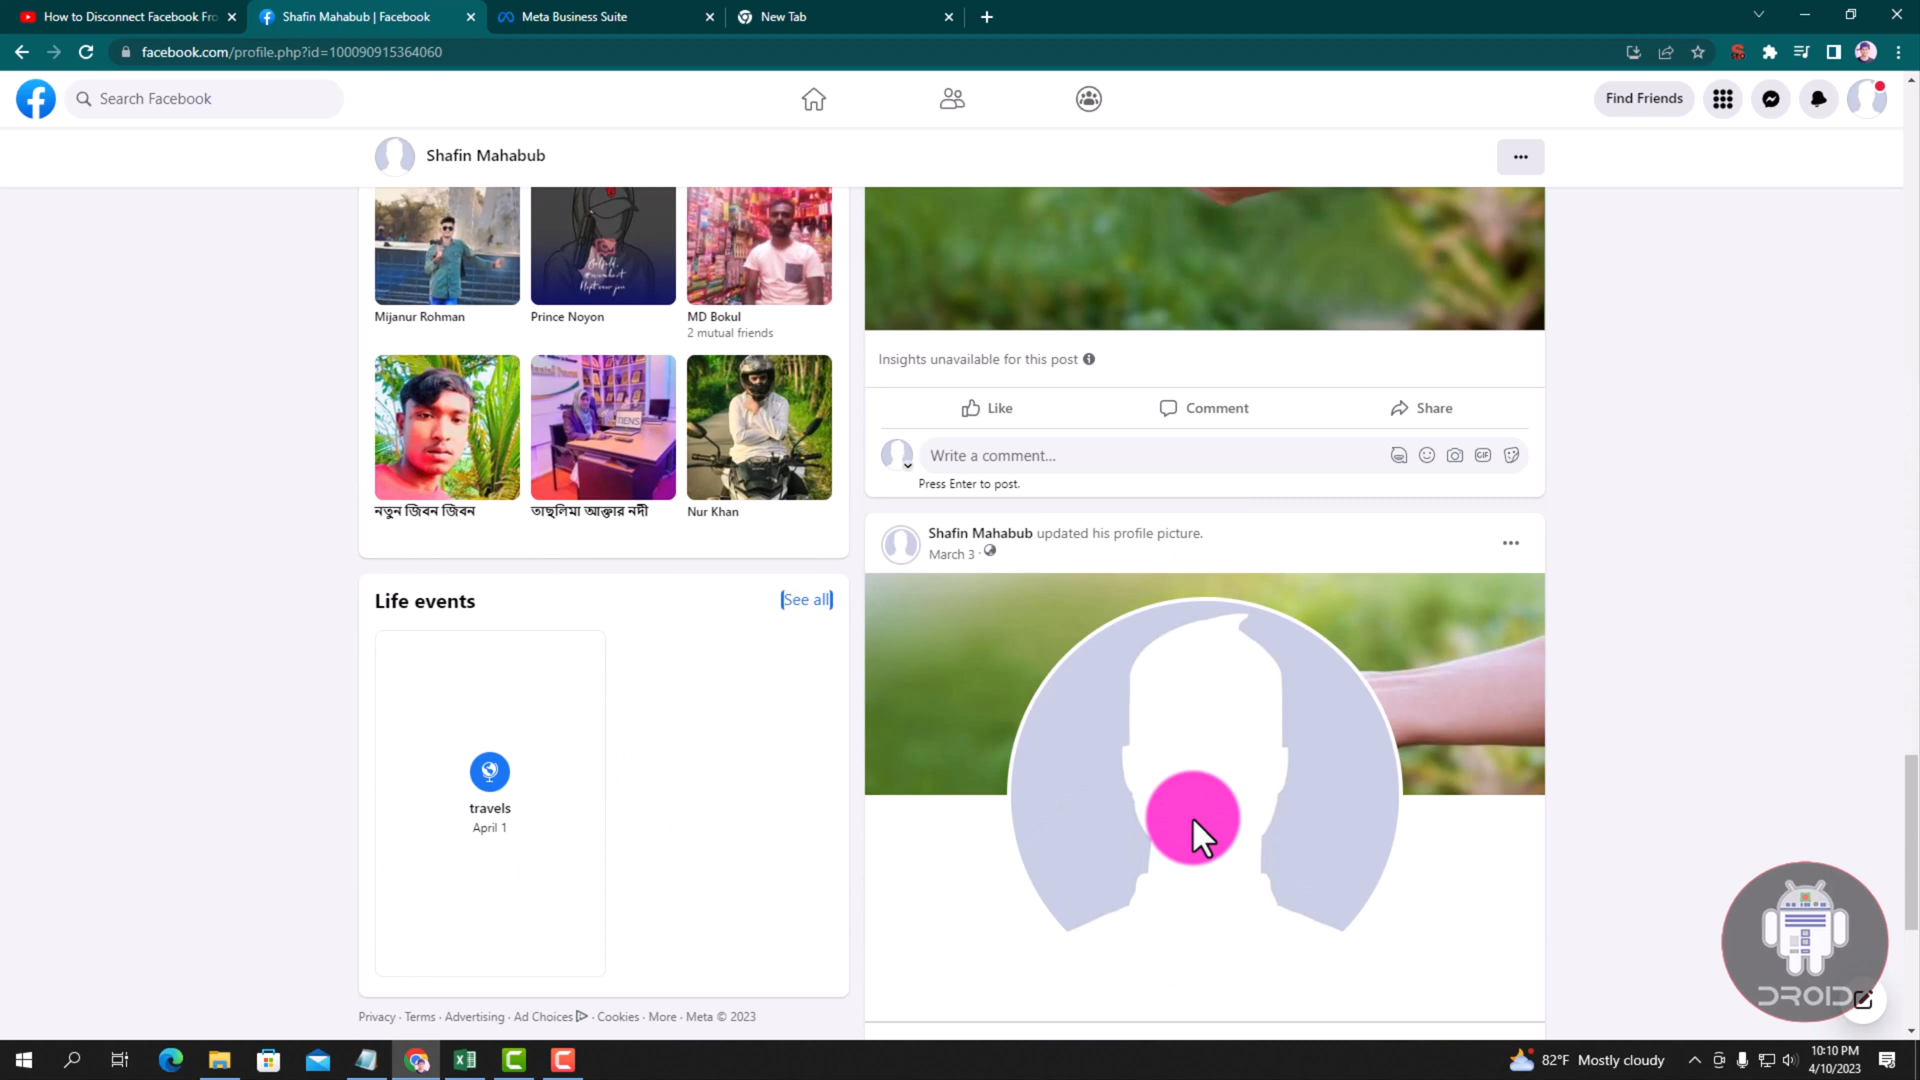 How to Disconnect Facebook Fro
Shafin Mahabub | Facebook
Meta Business Suite
New Tab
facebook.com/profile.php?id=100090915364060
Search Facebook
Find Friends
Shafin Mahabub
Mijanur Rohman
Prince Noyon
MD Bokul
2 mutual friends
নতুন জিবন জিবন
তাছলিমা আক্তার নদী
Nur Khan
Life events
See all
travels
April 1
Privacy · Terms · Advertising · Ad Choices · Cookies · More · Meta © 2023
Insights unavailable for this post
Like
Comment
Share
Write a comment...
GIF
Press Enter to post.
Shafin Mahabub updated his profile picture.
March 3 ·
DROID
82°F Mostly cloudy
10:10 PM
4/10/2023